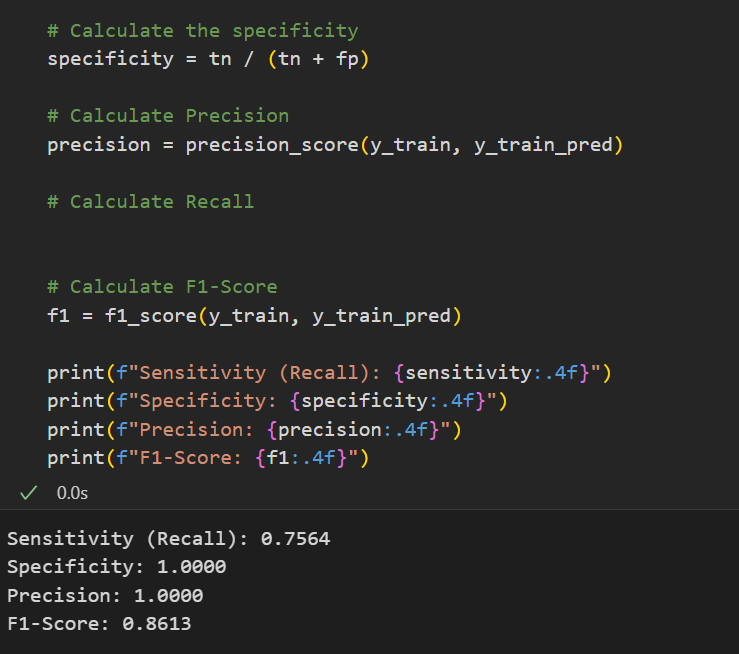 # Calculate the specificity
specificity = tn / (tn + fp)
# Calculate Precision
precision = precision_score(y_train, y_train_pred)
# Calculate Recall
# Calculate F1-Score
f1 = f1_score(y_train, y_train_pred)
print(f"Sensitivity (Recall): {sensitivity:.4f}")
print(f"Specificity: {specificity:.4f}")
print(f"Precision: {precision:.4f}")
print(f"F1-Score: {f1:.4f}")
0.0s
Sensitivity (Recall): 0.7564
Specificity: 1.0000
Precision: 1.0000
F1-Score: 0.8613